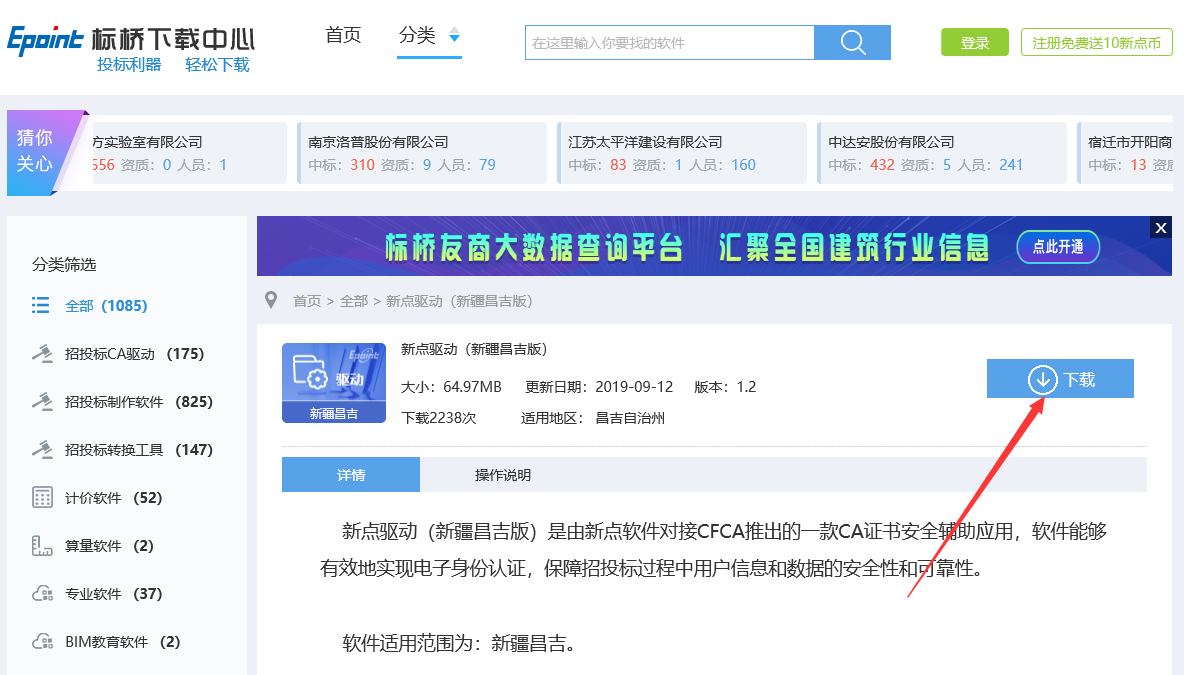 Epoint 标桥下载中心
投标利器 轻松下载
首页
分类
在这里输入你要找的软件
登录
注册免费送10新点币
猜你
关心
方实验室有限公司
556 资质：0 人员：1
南京洛普股份有限公司
中标：310 资质：9 人员：79
江苏太平洋建设有限公司
中标：83 资质：1 人员：160
中达安股份有限公司
中标：432 资质：5 人员：241
宿迁市开阳商
中标：13 资质
标桥友商大数据查询平台 汇聚全国建筑行业信息
点此开通
X
分类筛选
全部 (1085)
招投标CA驱动 (175)
招投标制作软件 (825)
招投标转换工具 (147)
计价软件 (52)
算量软件 (2)
专业软件 (37)
BIM教育软件 (2)
首页 > 全部 > 新点驱动（新疆昌吉版）
Epoint
驱动
新疆昌吉
新点驱动（新疆昌吉版）
大小：64.97MB 更新日期：2019-09-12 版本：1.2
下载2238次 适用地区： 昌吉自治州
下载
详情
操作说明
新点驱动（新疆昌吉版）是由新点软件对接CFCA推出的一款CA证书安全辅助应用，软件能够
有效地实现电子身份认证，保障招投标过程中用户信息和数据的安全性和可靠性。
软件适用范围为：新疆昌吉。